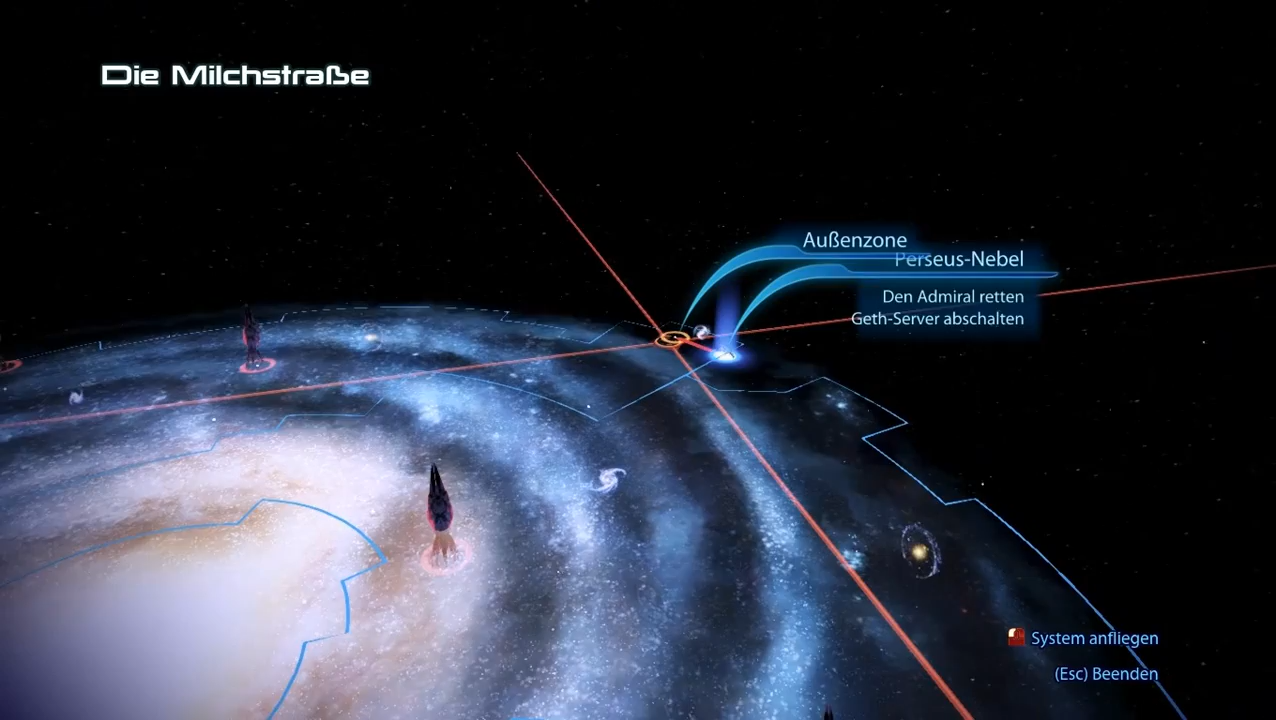 Die Milchstraße
Außenzone
Perseus-Nebel
Den Admiral retten
Geth-Server abschalten
System anfliegen
(Esc) Beenden